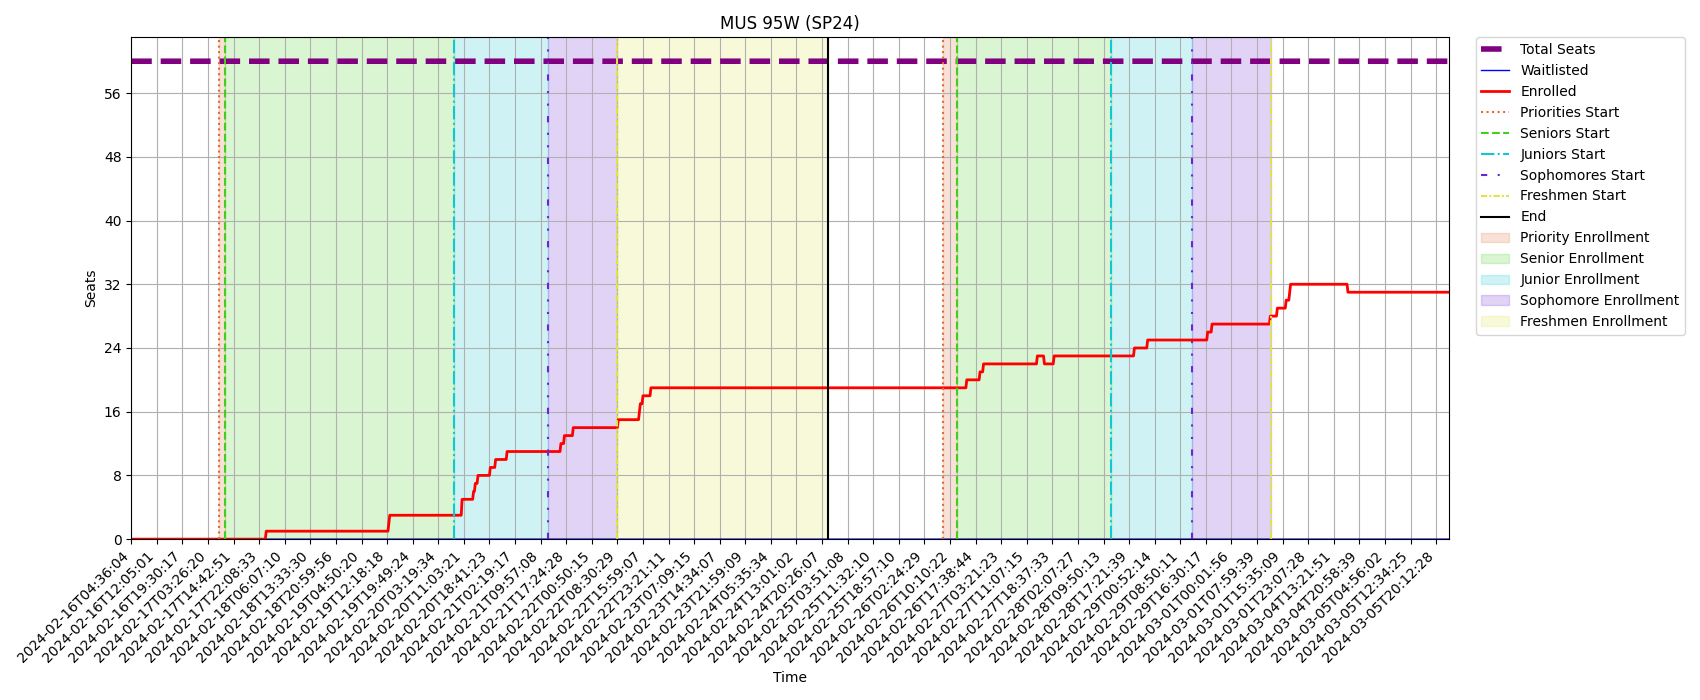 MUS 95W (SP24)
Total Seats
Waitlisted
Enrolled
Priorities Start
Seniors Start
Juniors Start
Sophomores Start
Freshmen Start
End
Priority Enrollment
Senior Enrollment
Junior Enrollment
Sophomore Enrollment
Freshmen Enrollment
Seats
56
48
40
32
24
16
8
0
2024-02-16T04:36:04
2024-02-16T12:05:01
2024-02-16T19:30:17
2024-02-17T03:26:20
2024-02-17T14:42:51
2024-02-17T22:08:33
2024-02-18T06:07:10
2024-02-18T13:33:30
2024-02-18T20:59:56
2024-02-19T04:50:20
2024-02-19T12:18:18
2024-02-19T19:49:24
2024-02-20T03:19:34
2024-02-20T11:03:21
2024-02-20T18:41:23
2024-02-21T02:19:17
2024-02-21T09:57:08
2024-02-21T17:24:28
2024-02-22T00:50:15
2024-02-22T08:30:29
2024-02-22T15:59:07
2024-02-22T23:21:11
2024-02-23T07:09:15
2024-02-23T14:34:07
2024-02-23T21:59:09
2024-02-24T05:35:34
2024-02-24T13:01:02
2024-02-24T20:26:07
2024-02-25T03:51:08
2024-02-25T11:32:10
2024-02-25T18:57:10
2024-02-26T02:24:29
2024-02-26T10:10:22
2024-02-26T17:38:44
2024-02-27T03:21:23
2024-02-27T11:07:15
2024-02-27T18:37:33
2024-02-28T02:07:27
2024-02-28T09:50:13
2024-02-28T17:21:39
2024-02-29T00:52:14
2024-02-29T08:50:11
2024-02-29T16:30:17
2024-03-01T00:01:56
2024-03-01T07:59:39
2024-03-01T15:35:09
2024-03-01T23:07:28
2024-03-04T13:21:51
2024-03-04T20:58:39
2024-03-05T04:56:02
2024-03-05T12:34:25
2024-03-05T20:12:28
Time